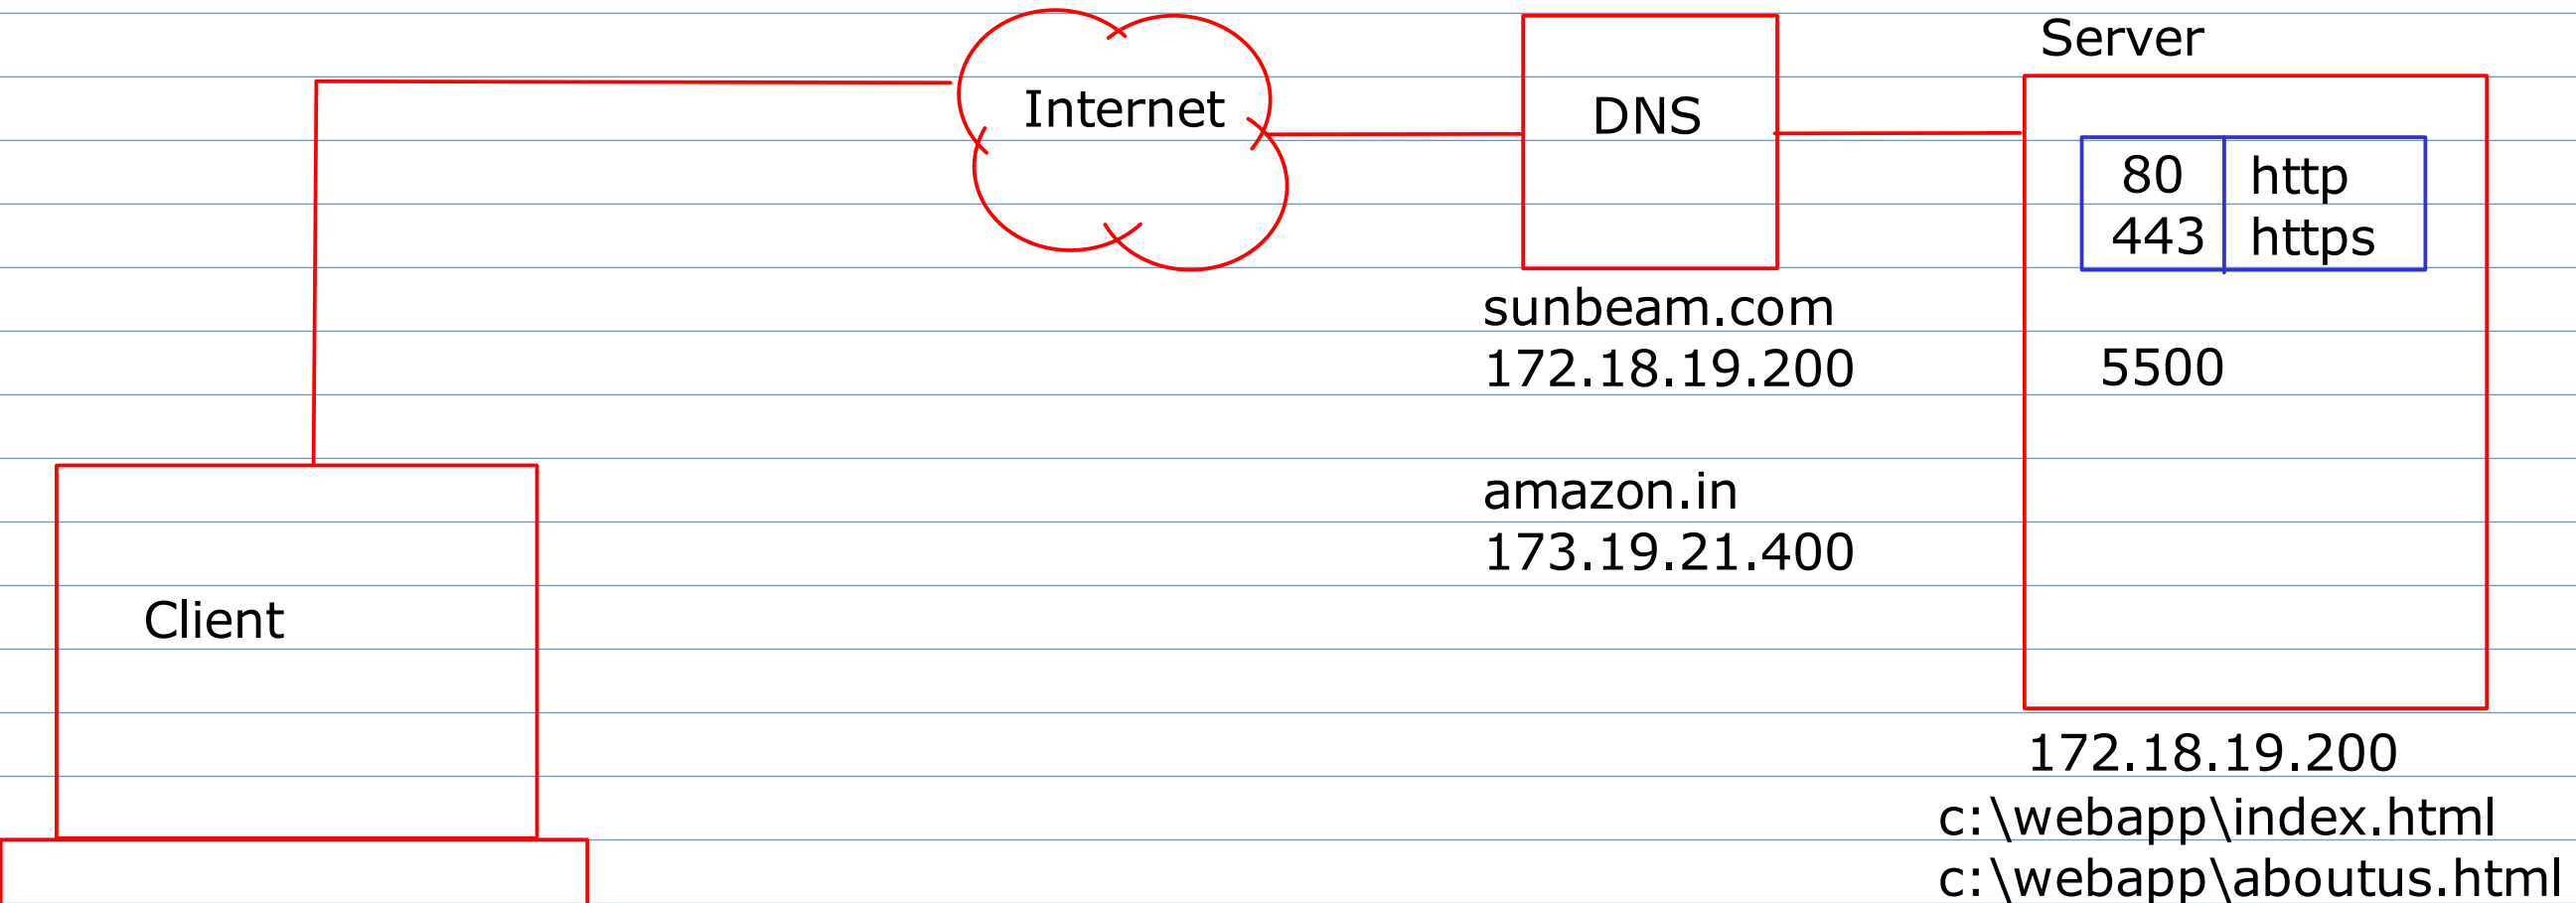 Server
Internet
DNS
80 http
443 https
sunbeam.com
172.18.19.200
5500
amazon.in
173.19.21.400
Client
172.18.19.200
c:\webapp\index.html
c:\webapp\aboutus.html